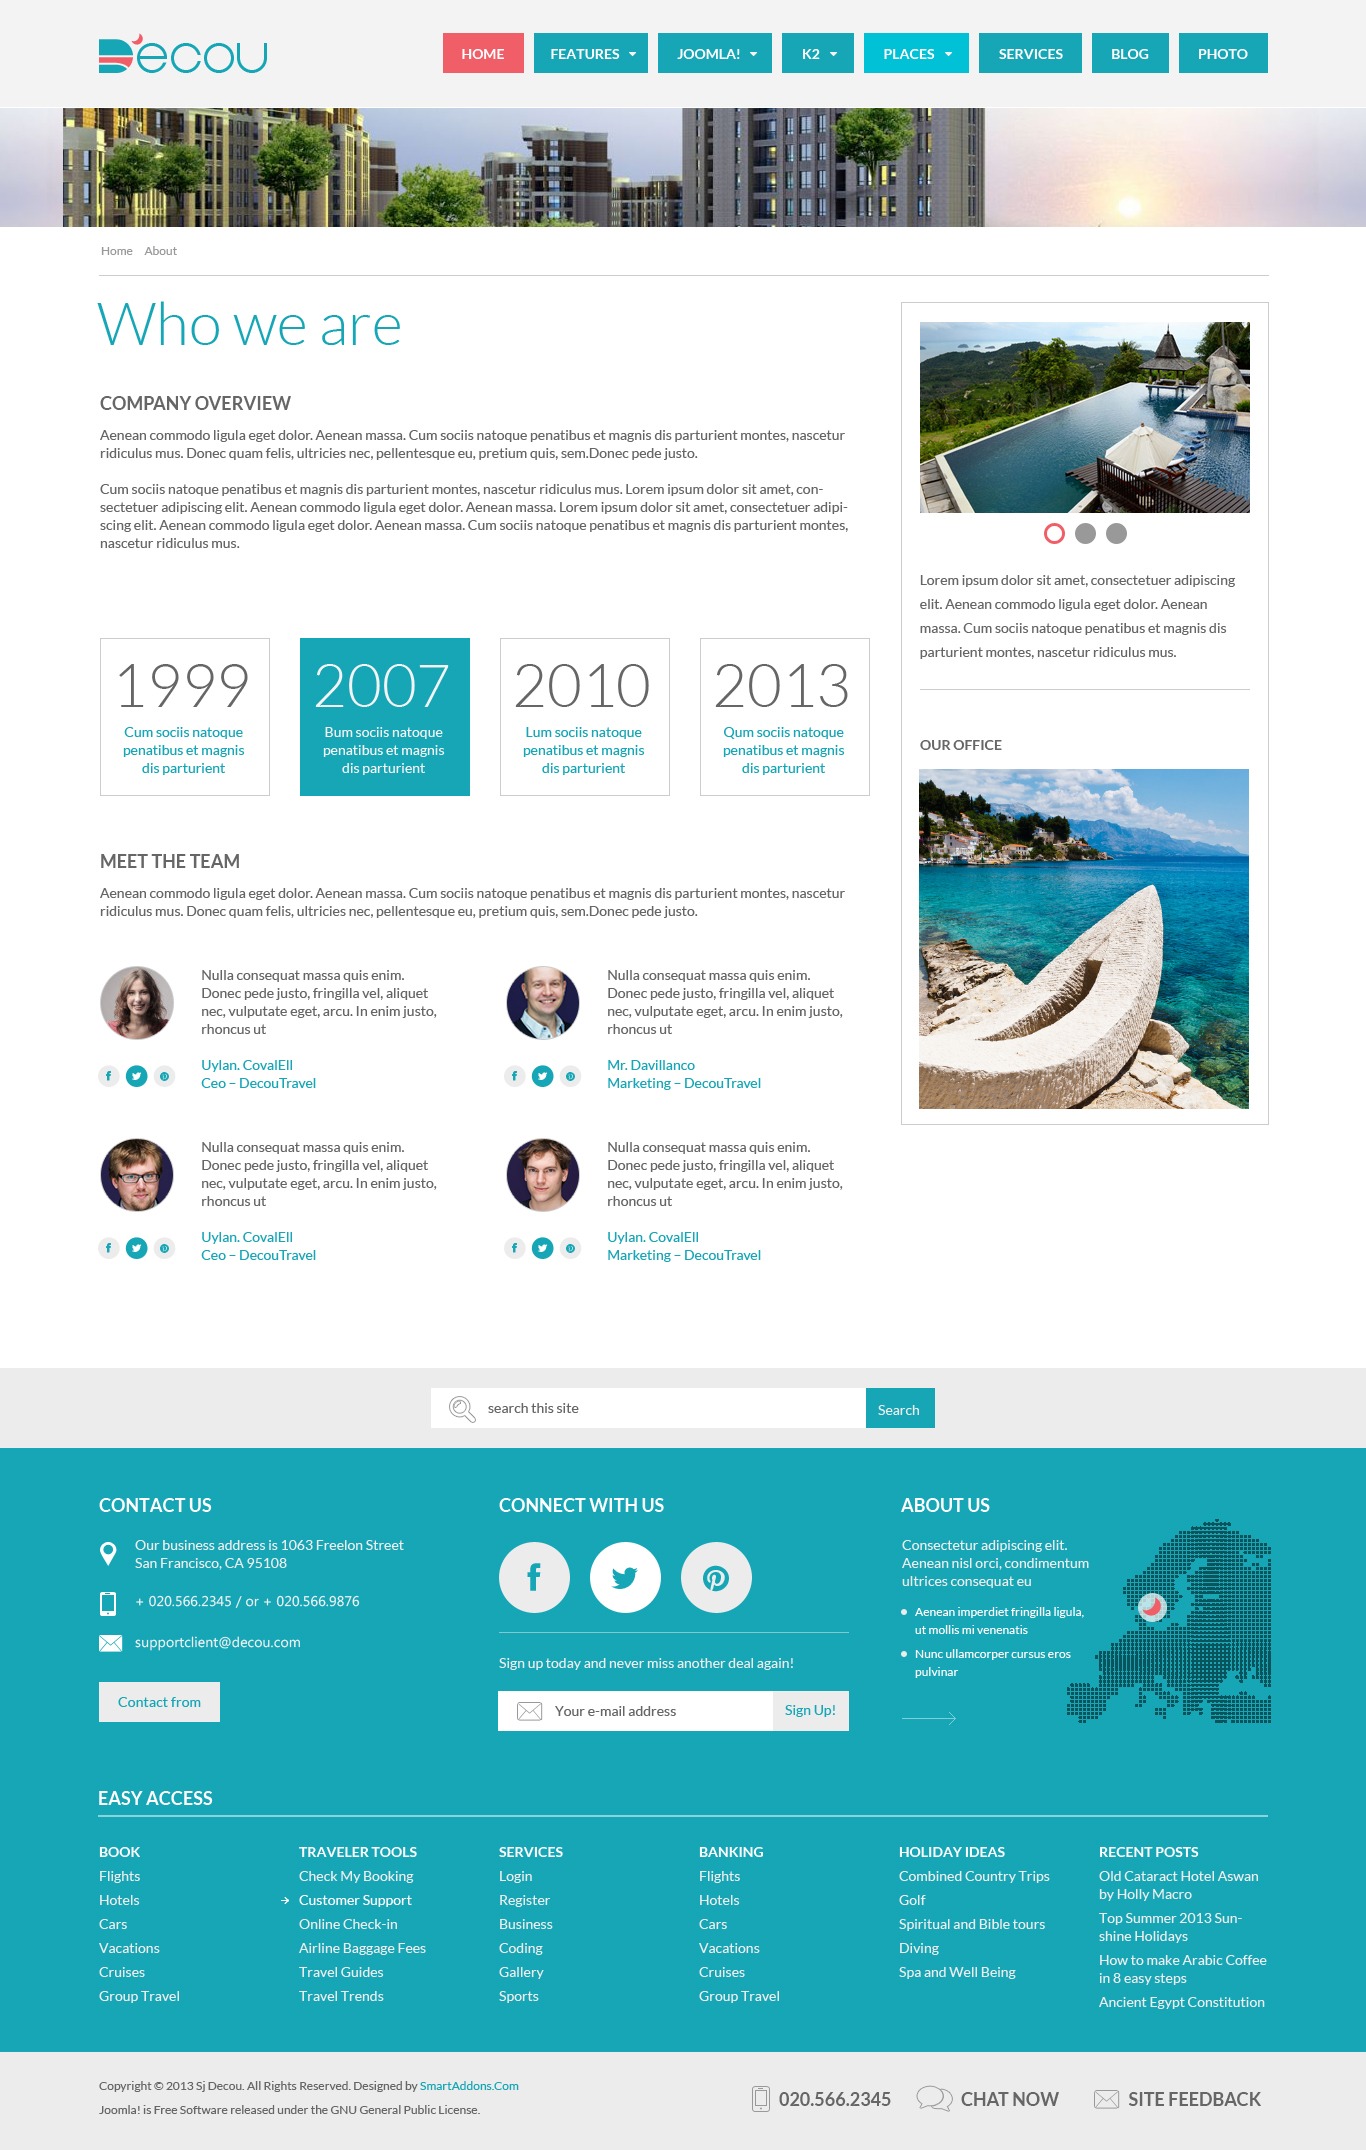 Decou
HOME
FEATURES
JOOMLA!
K2
PLACES
SERVICES
BLOG
PHOTO
Home
About
Who we are
COMPANY OVERVIEW
Aenean commodo ligula eget dolor. Aenean massa. Cum sociis natoque penatibus et magnis dis parturient montes, nascetur
ridiculus mus. Donec quam felis, ultricies nec, pellentesque eu, pretium quis, sem.Donec pede justo.
Cum sociis natoque penatibus et magnis dis parturient montes, nascetur ridiculus mus. Lorem ipsum dolor sit amet, con-
sectetuer adipiscing elit. Aenean commodo ligula eget dolor. Aenean massa. Lorem ipsum dolor sit amet, consectetuer adipi-
scing elit. Aenean commodo ligula eget dolor. Aenean massa. Cum sociis natoque penatibus et magnis dis parturient montes,
nascetur ridiculus mus.
1999
Cum sociis natoque
penatibus et magnis
dis parturient
2007
Bum sociis natoque
penatibus et magnis
dis parturient
2010
Lum sociis natoque
penatibus et magnis
dis parturient
2013
Qum sociis natoque
penatibus et magnis
dis parturient
MEET THE TEAM
Aenean commodo ligula eget dolor. Aenean massa. Cum sociis natoque penatibus et magnis dis parturient montes, nascetur
ridiculus mus. Donec quam felis, ultricies nec, pellentesque eu, pretium quis, sem.Donec pede justo.
Nulla consequat massa quis enim.
Donec pede justo, fringilla vel, aliquet
nec, vulputate eget, arcu. In enim justo,
rhoncus ut
Uylan. CovalEll
Ceo – DecouTravel
Nulla consequat massa quis enim.
Donec pede justo, fringilla vel, aliquet
nec, vulputate eget, arcu. In enim justo,
rhoncus ut
Mr. Davillanco
Marketing – DecouTravel
Nulla consequat massa quis enim.
Donec pede justo, fringilla vel, aliquet
nec, vulputate eget, arcu. In enim justo,
rhoncus ut
Uylan. CovalEll
Ceo – DecouTravel
Nulla consequat massa quis enim.
Donec pede justo, fringilla vel, aliquet
nec, vulputate eget, arcu. In enim justo,
rhoncus ut
Uylan. CovalEll
Marketing – DecouTravel
Lorem ipsum dolor sit amet, consectetuer adipiscing
elit. Aenean commodo ligula eget dolor. Aenean
massa. Cum sociis natoque penatibus et magnis dis
parturient montes, nascetur ridiculus mus.
OUR OFFICE
search this site
Search
CONTACT US
Our business address is 1063 Freelon Street
San Francisco, CA 95108
+ 020.566.2345 / or + 020.566.9876
supportclient@decou.com
Contact from
CONNECT WITH US
Sign up today and never miss another deal again!
Your e-mail address
Sign Up!
ABOUT US
Consectetur adipiscing elit.
Aenean nisl orci, condimentum
ultrices consequat eu
Aenean imperdiet fringilla ligula,
ut mollis mi venenatis
Nunc ullamcorper cursus eros
pulvinar
EASY ACCESS
BOOK
Flights
Hotels
Cars
Vacations
Cruises
Group Travel
TRAVELER TOOLS
Check My Booking
Customer Support
Online Check-in
Airline Baggage Fees
Travel Guides
Travel Trends
SERVICES
Login
Register
Business
Coding
Gallery
Sports
BANKING
Flights
Hotels
Cars
Vacations
Cruises
Group Travel
HOLIDAY IDEAS
Combined Country Trips
Golf
Spiritual and Bible tours
Diving
Spa and Well Being
RECENT POSTS
Old Cataract Hotel Aswan
by Holly Macro
Top Summer 2013 Sun-
shine Holidays
How to make Arabic Coffee
in 8 easy steps
Ancient Egypt Constitution
Copyright © 2013 Sj Decou. All Rights Reserved. Designed by SmartAddons.Com
Joomla! is Free Software released under the GNU General Public License.
020.566.2345
CHAT NOW
SITE FEEDBACK